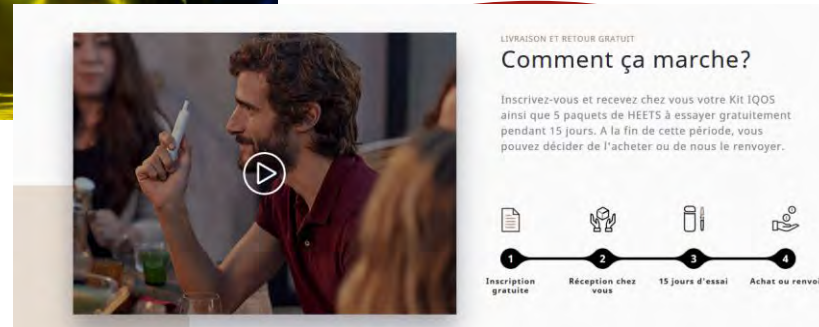 LIVRAISON ET RETOUR GRATUIT
Comment ça marche?
Inscrivez-vous et recevez chez vous votre Kit IQOS
ainsi que 5 paquets de HEETS à essayer gratuitement
pendant 15 jours. A la fin de cette période, vous
pouvez décider de l'acheter ou de nous le renvoyer.
1 2 3 4
Inscription
gratuite
Réception chez
vous
15 jours d'essai
Achat ou renvoi